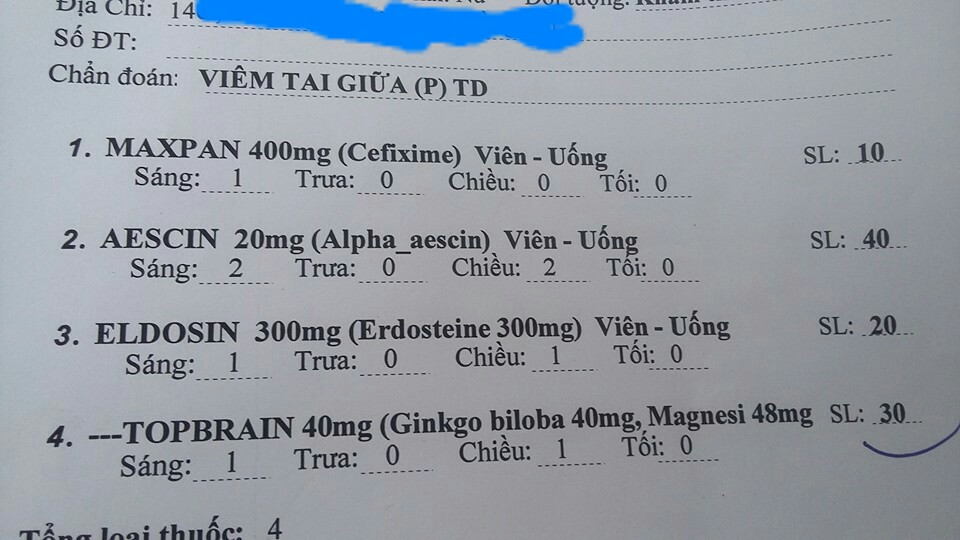 Địa Chỉ: 14
Số ĐT:
Chẩn đoán: VIÊM TAI GIỮA (P) TD
1. MAXPAN 400mg (Cefixime) Viên - Uống SL: 10
Sáng: 1 Trưa: 0 Chiều: 0 Tối: 0
2. AESCIN 20mg (Alpha_aescin) Viên - Uống SL: 40
Sáng: 2 Trưa: 0 Chiều: 2 Tối: 0
3. ELDOSIN 300mg (Erdosteine 300mg) Viên - Uống SL: 20
Sáng: 1 Trưa: 0 Chiều: 1 Tối: 0
4. ---TOPBRAIN 40mg (Ginkgo biloba 40mg, Magnesi 48mg SL: 30
Sáng: 1 Trưa: 0 Chiều: 1 Tối: 0
Tổng loại thuốc: 4